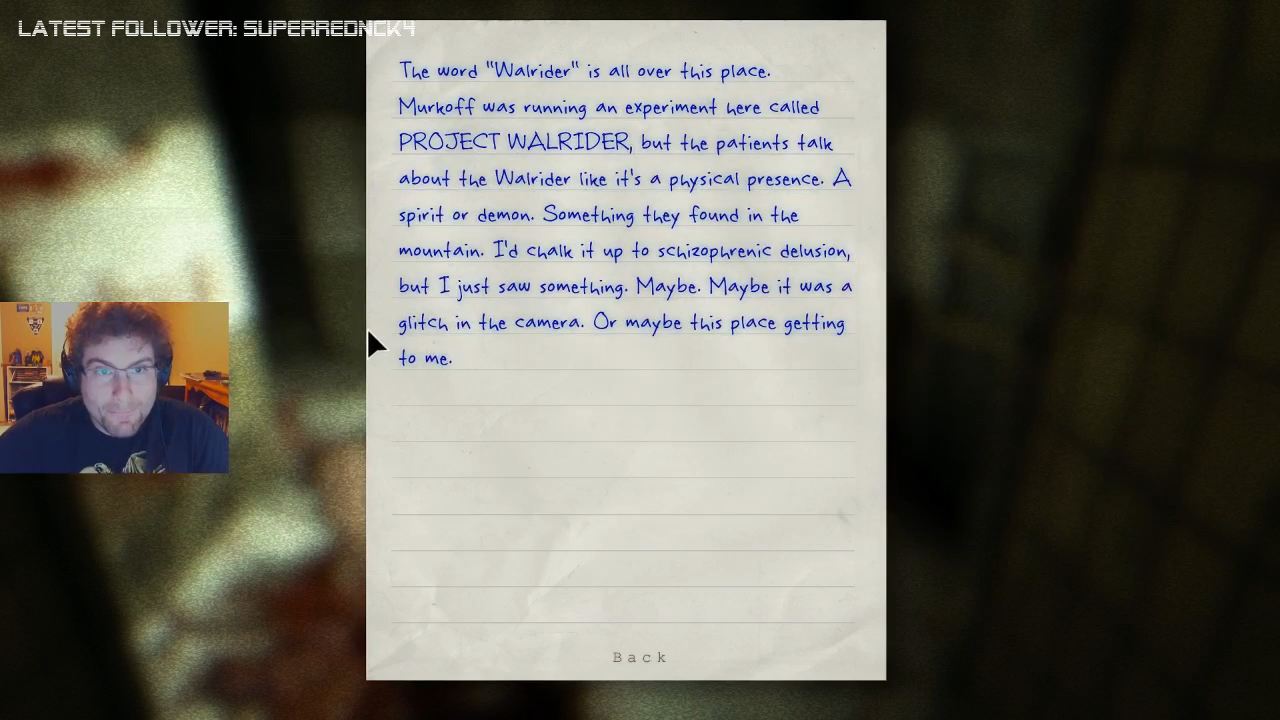 LATEST FOLLOWER: SUPERREDNCK4
The word "Walrider" is all over this place.
Murkoff was running an experiment here called
PROJECT WALRIDER, but the patients talk
about the Walrider like it's a physical presence. A
spirit or demon. Something they found in the
mountain. I'd chalk it up to schizophrenic delusion,
but I just saw something. Maybe. Maybe it was a
glitch in the camera. Or maybe this place getting
to me.
Back